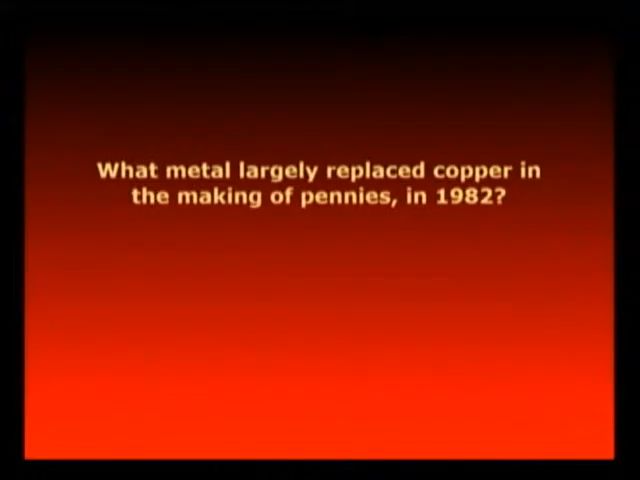 What metal largely replaced copper in
the making of pennies, in 1982?